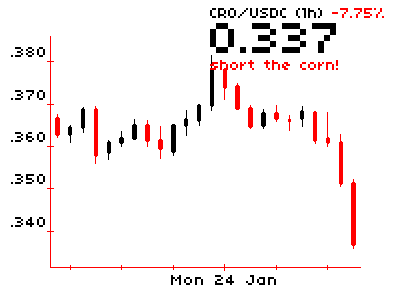 CRO/USDC (1h) -7.75%
0.337
short the corn!
.380
.370
.360
.350
.340
Mon 24 Jan